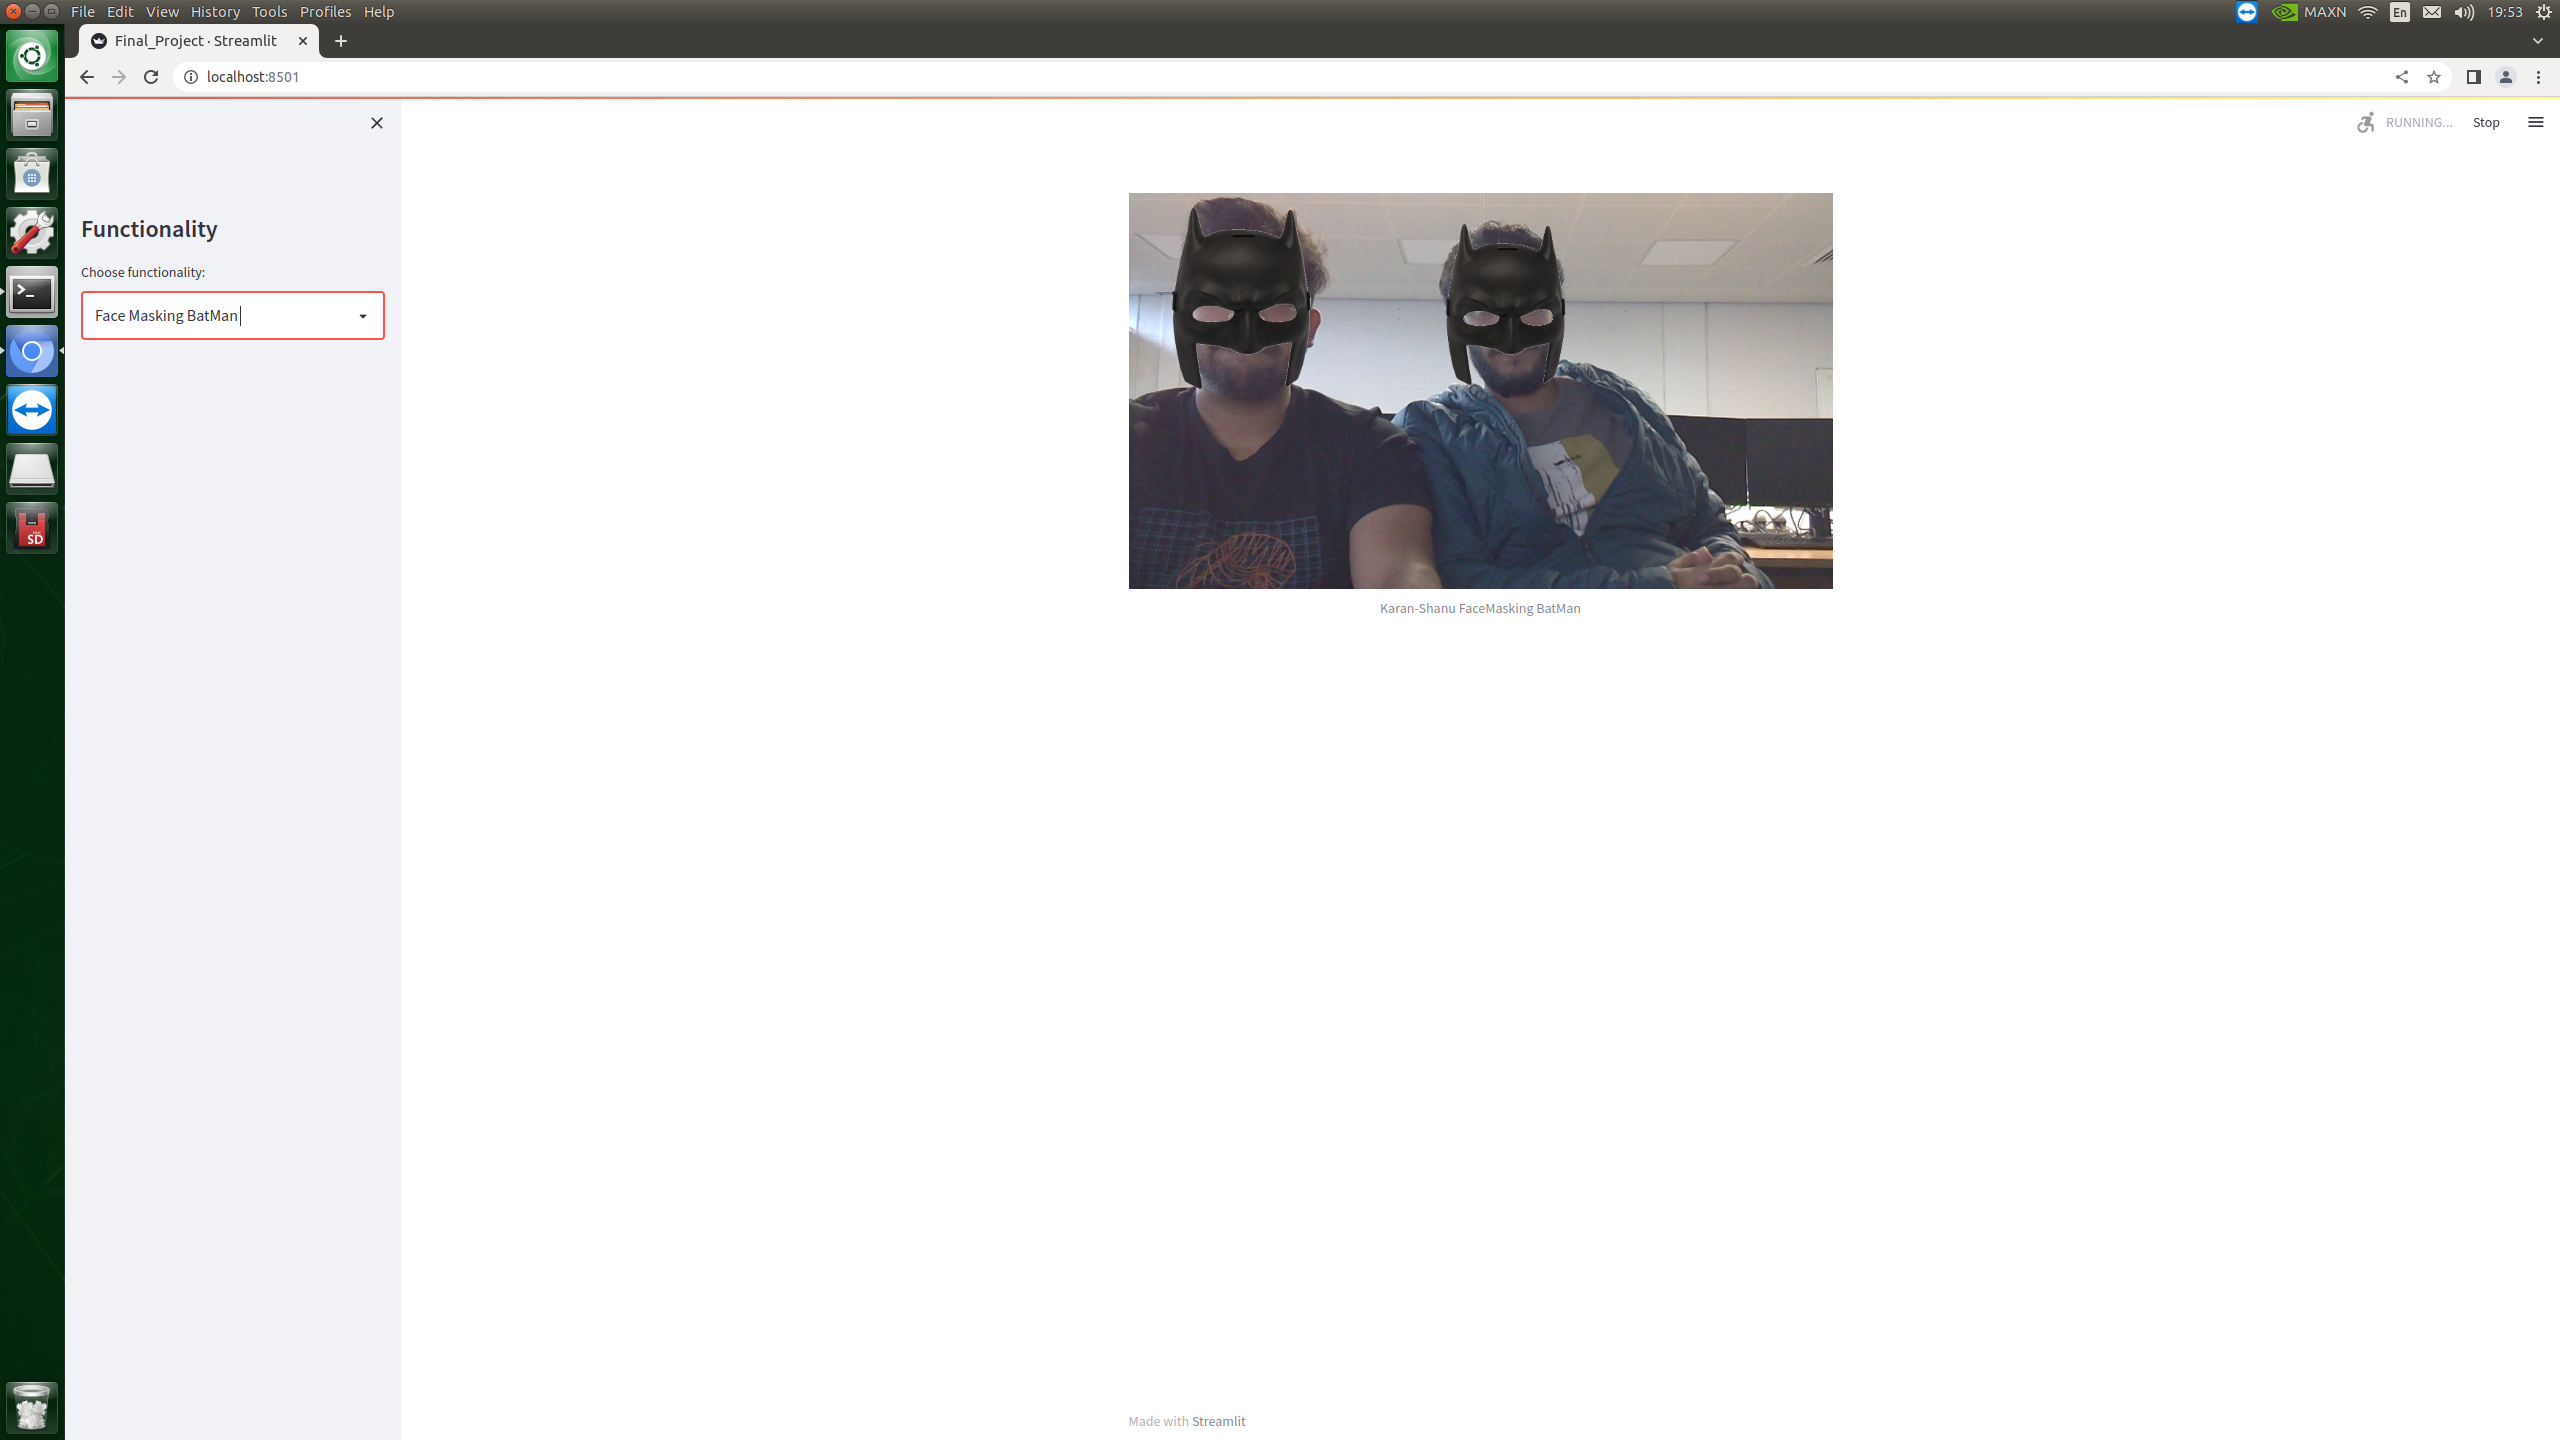 File Edit View History Tools Profiles Help
MAXN
En
19:53
Final_Project · Streamlit
localhost:8501
RUNNING...
Stop
Functionality
Choose functionality:
Face Masking BatMan
SD
Karan-Shanu FaceMasking BatMan
Made with Streamlit